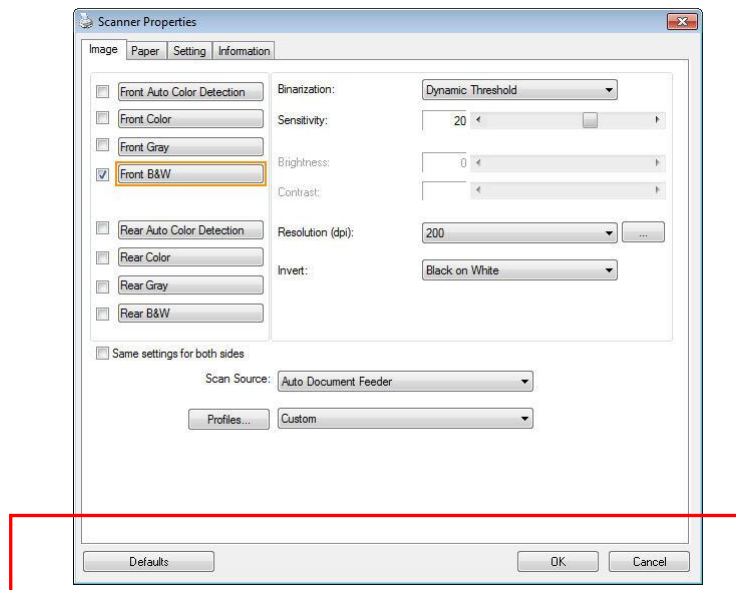 Scanner Properties
Image Paper Setting Information
Front Auto Color Detection
Front Color
Front Gray
Front B&W
Rear Auto Color Detection
Rear Color
Rear Gray
Rear B&W
Binarization: Dynamic Threshold
Sensitivity: 20
Brightness: 0
Contrast:
Resolution (dpi): 200 ...
Invert: Black on White
Same settings for both sides
Scan Source: Auto Document Feeder
Profiles... Custom
Defaults OK Cancel